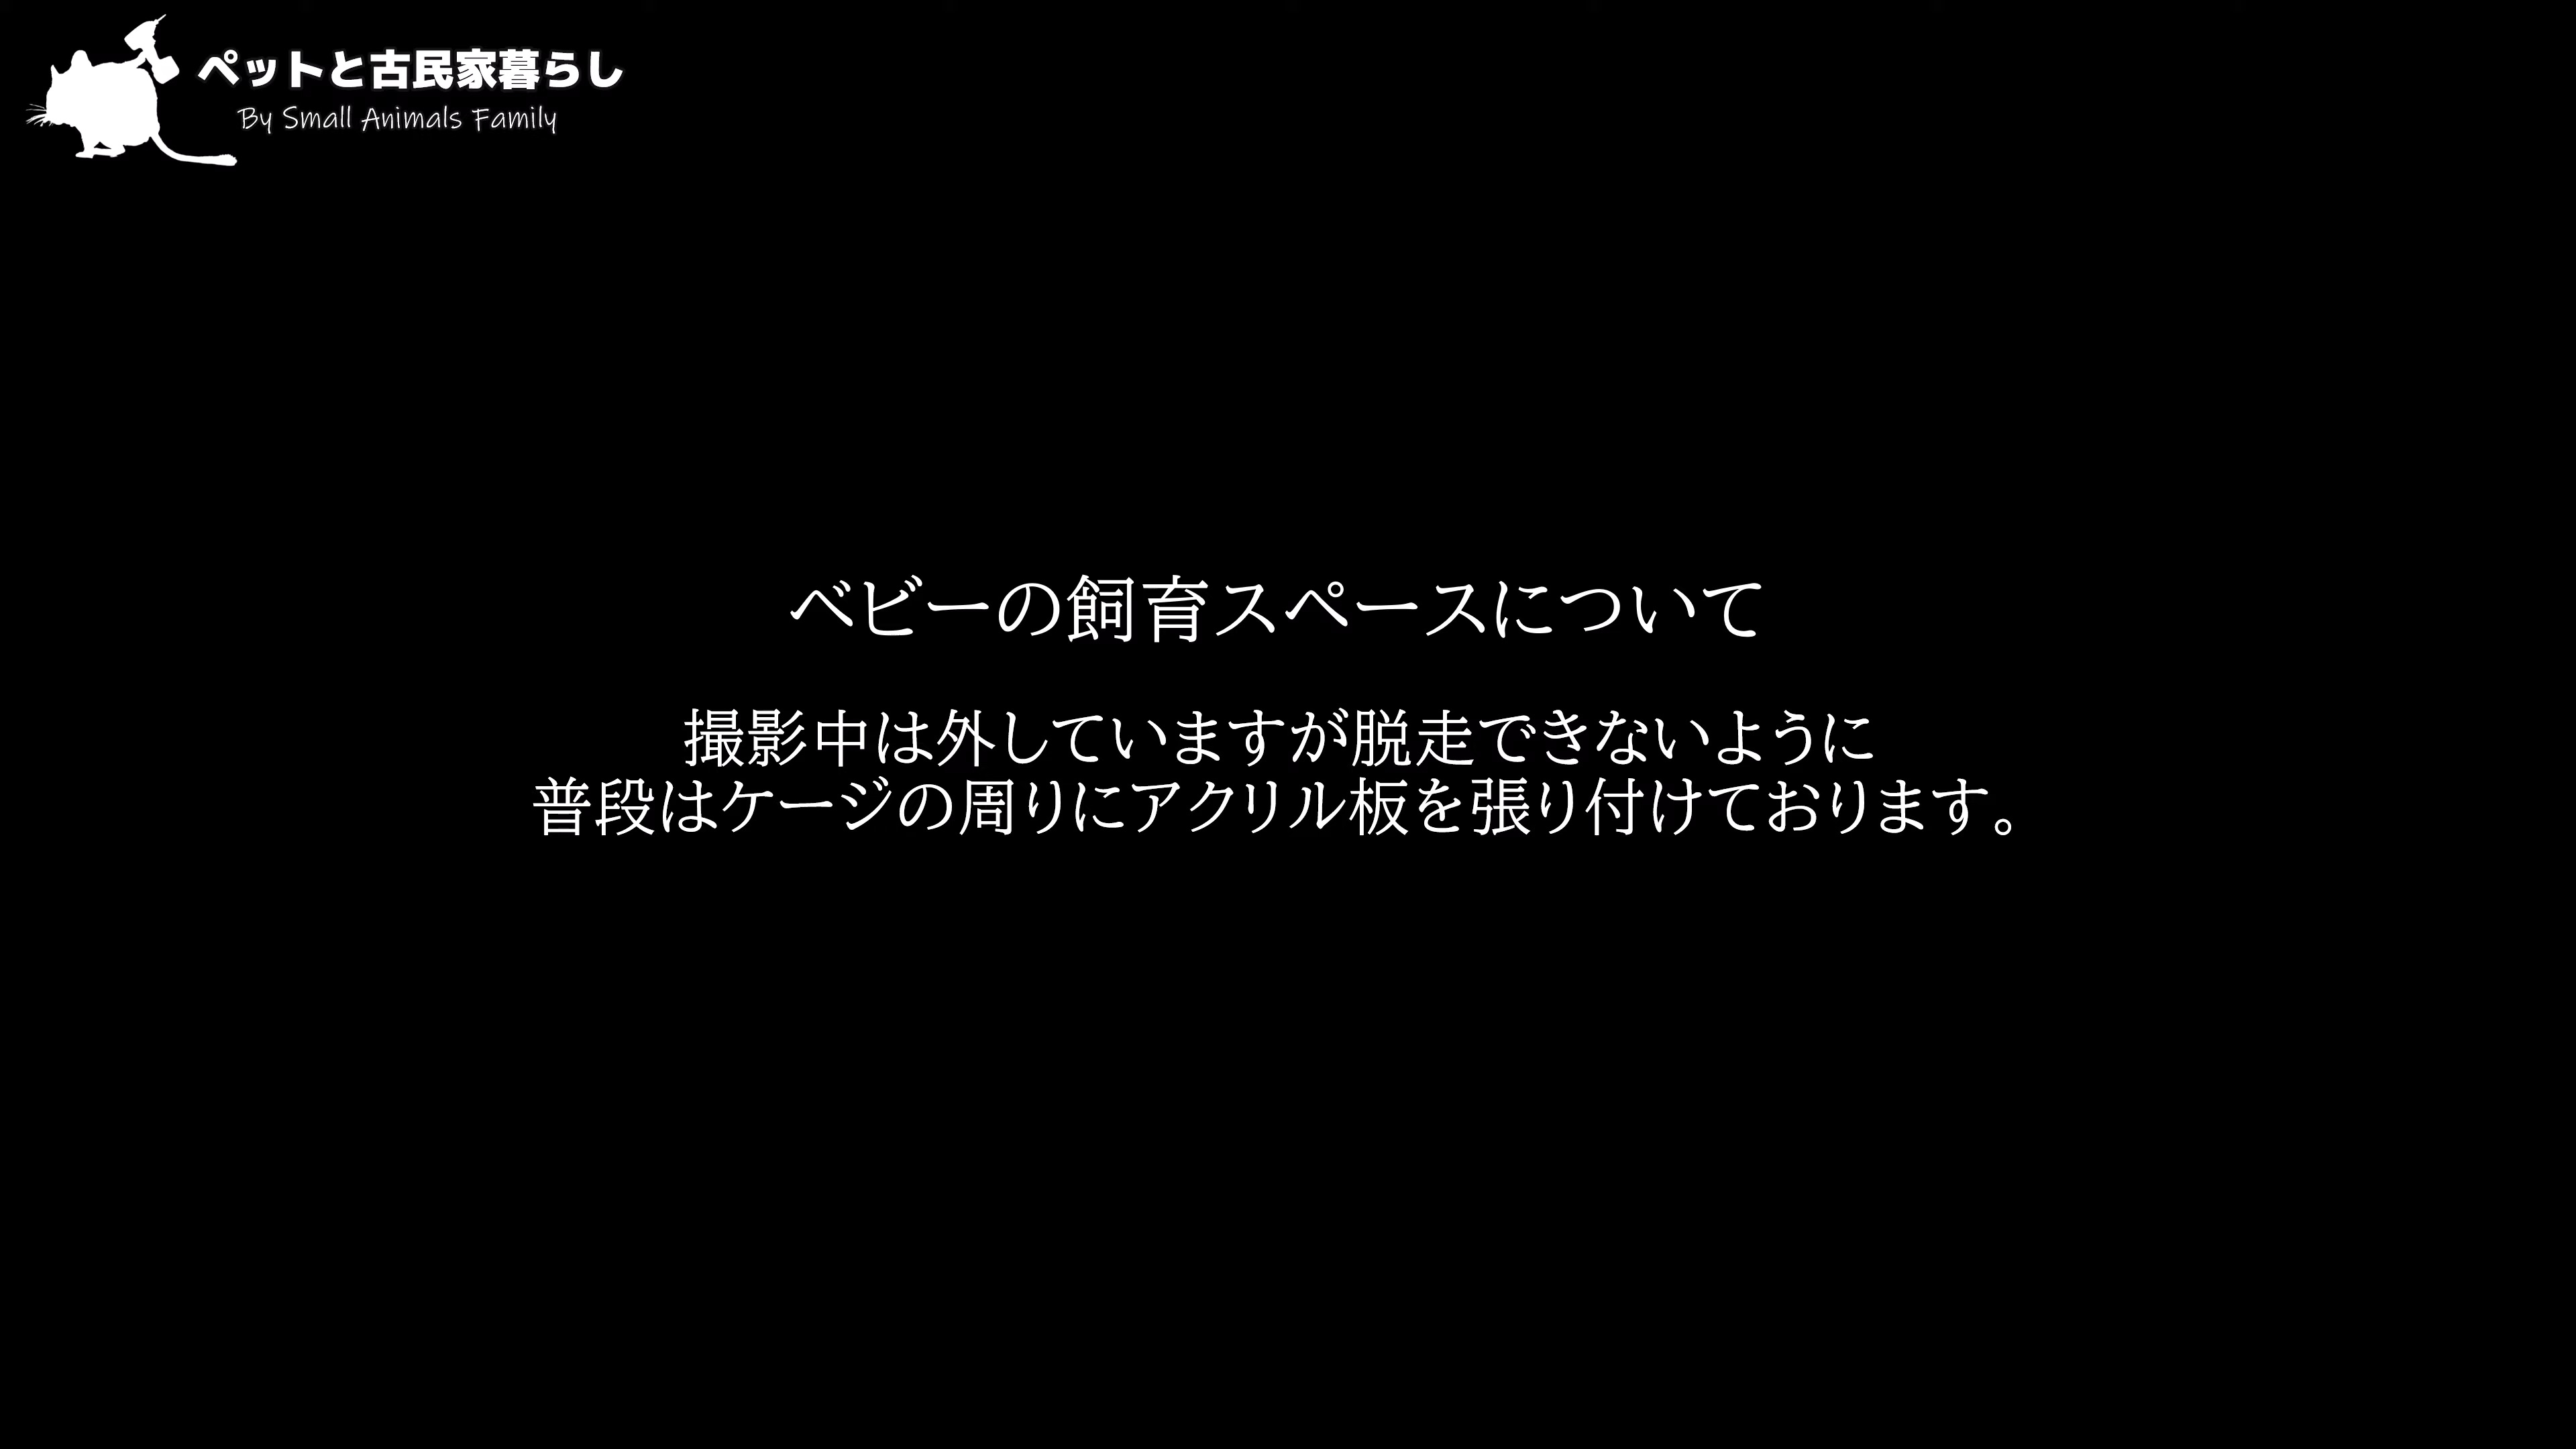 ペットと古民家暮らし
By Small Animals Family
ベビーの飼育スペースについて
撮影中は外していますが脱走できないように
普段はケージの周りにアクリル板を張り付けております。